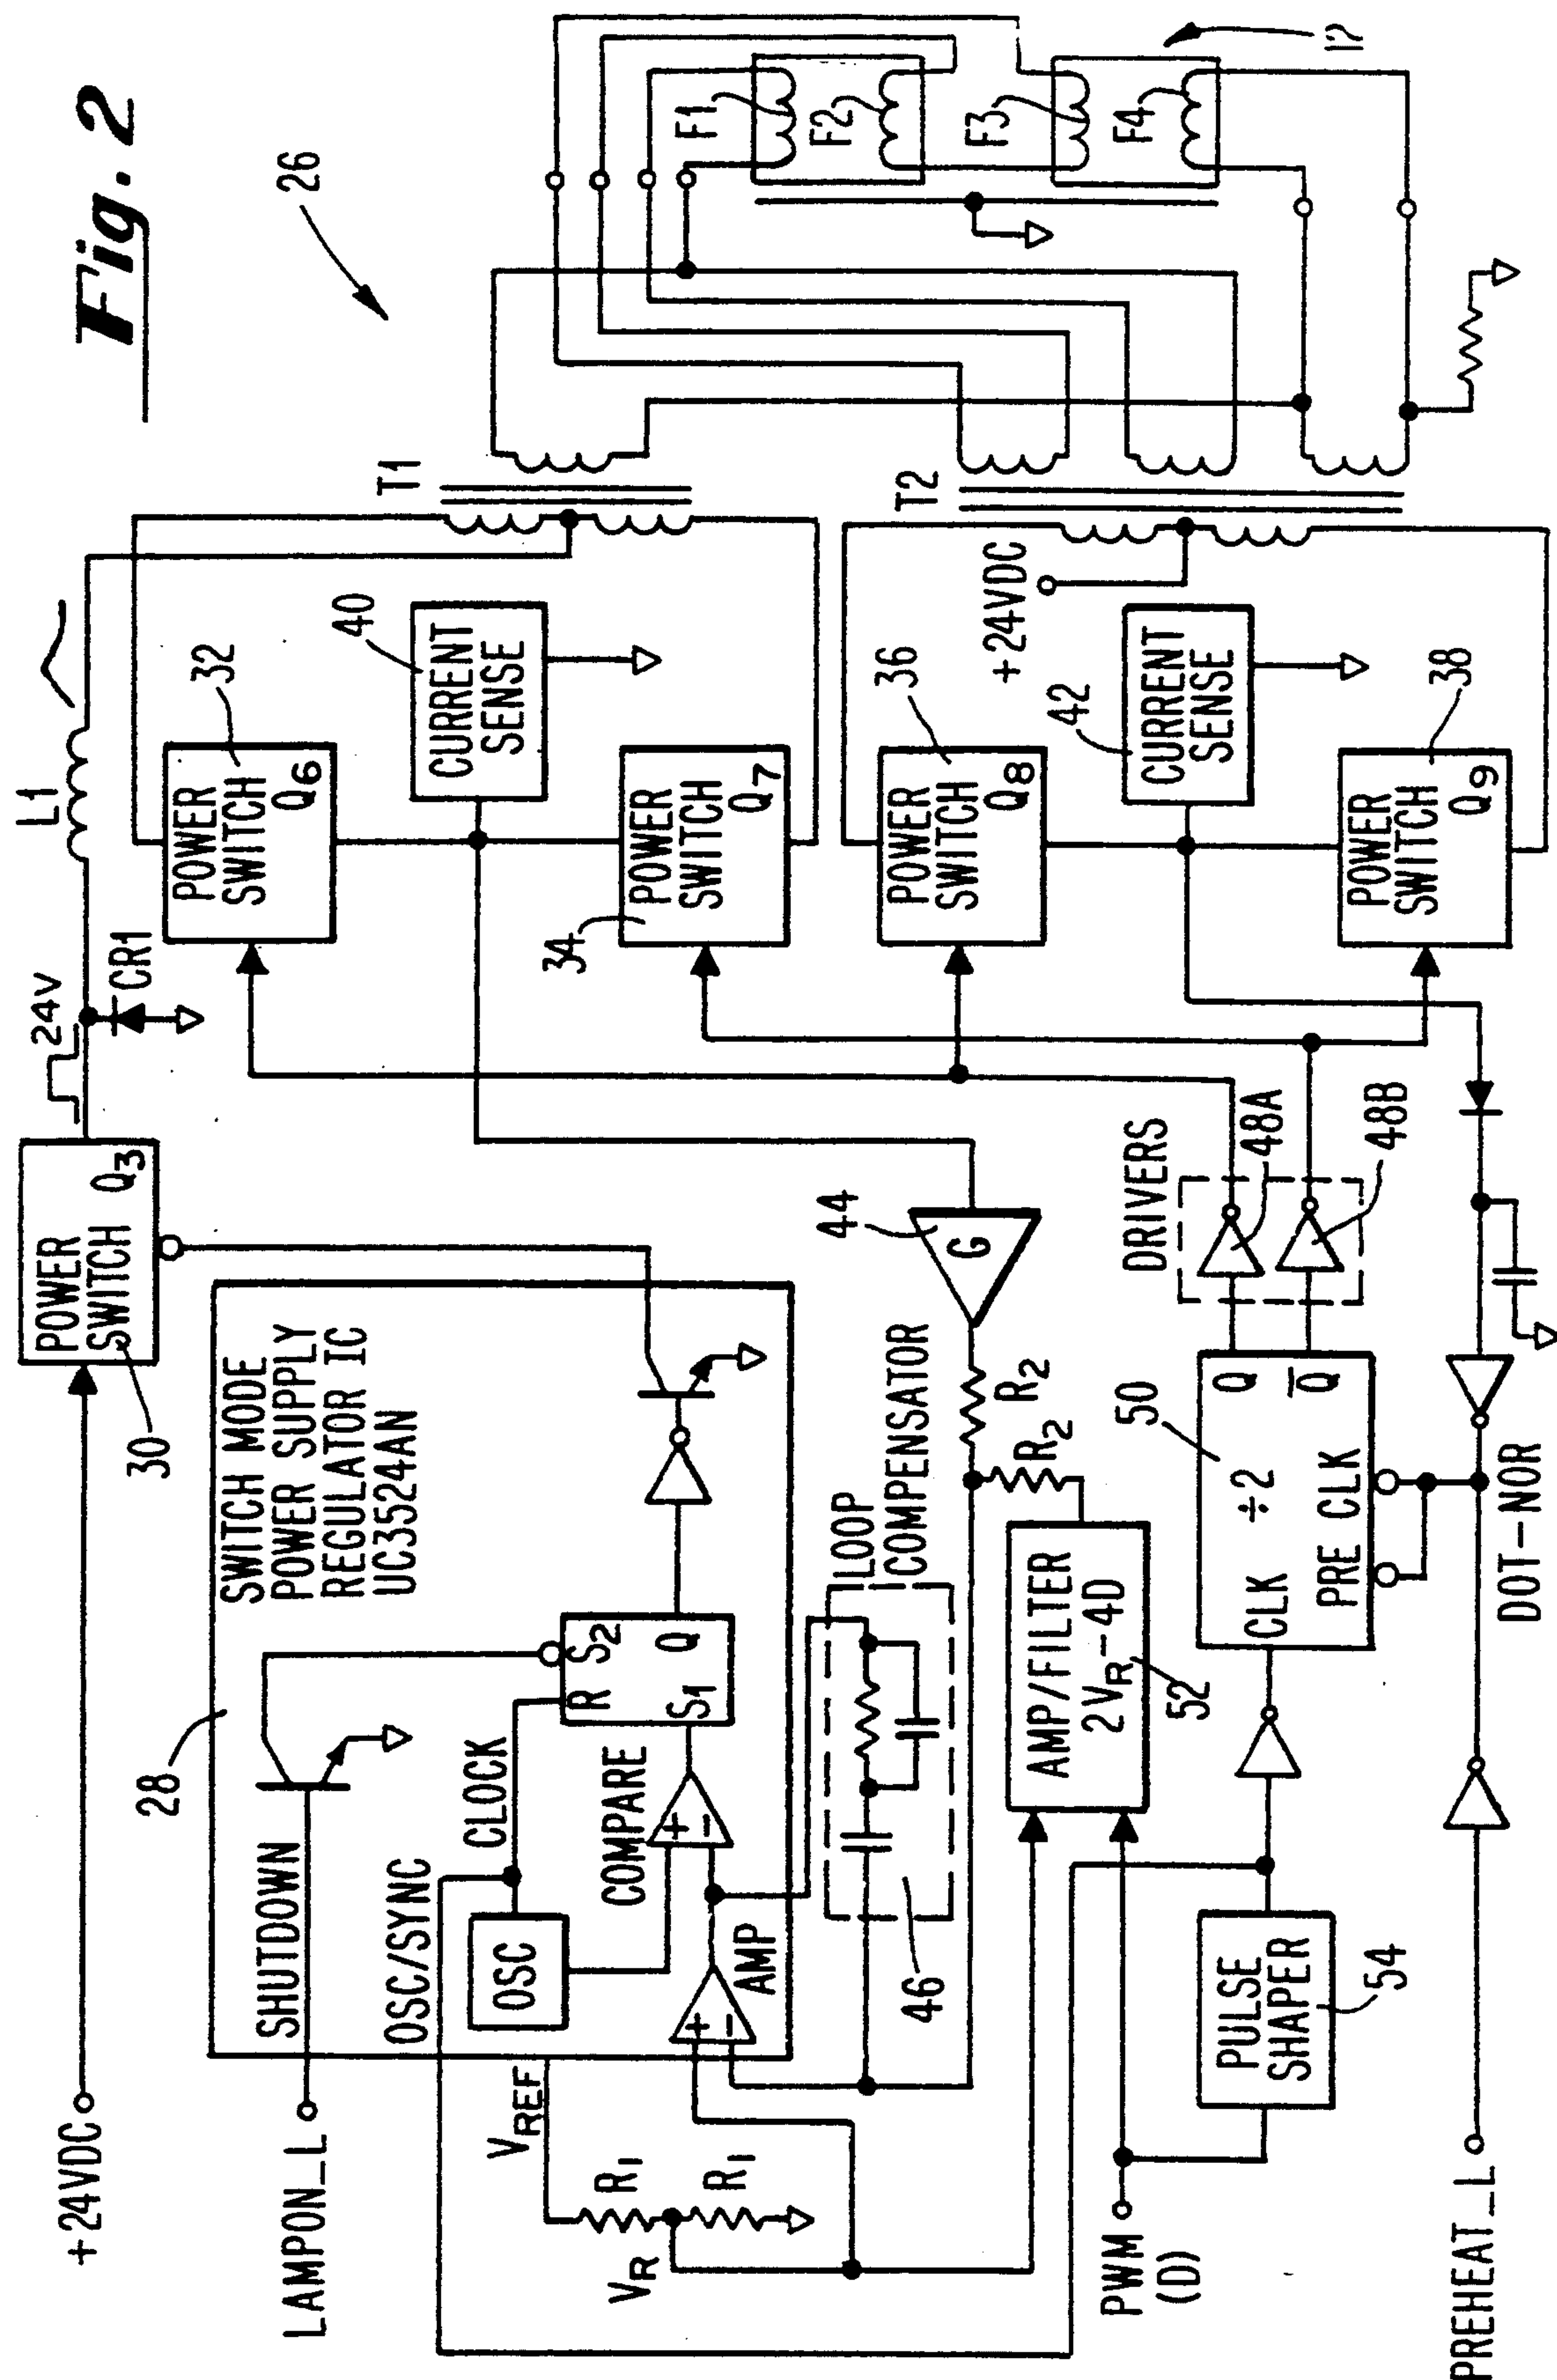 Fig. 2
26
+24VDC
POWER
SWITCH Q3
30
24V
CR1
L1
T1
POWER
SWITCH
Q6
32
40
CURRENT
SENSE
POWER
SWITCH
Q7
34
POWER
SWITCH
Q8
36
+24VDC
T2
42
CURRENT
SENSE
POWER
SWITCH
Q9
38
F1
F2
F3
F4
12
LAMPON_L
SHUTDOWN
28
SWITCH MODE
POWER SUPPLY
REGULATOR IC
UC3524AN
OSC/SYNC
CLOCK
OSC
COMPARE
+
−
R
S2
S1
Q
AMP
+
−
VREF
R1
R1
VR
LOOP
COMPENSATOR
46
44
G
R2
R2
AMP/FILTER
2VR−4D
52
PWM
(D)
PULSE
SHAPER
54
50
÷2
CLK
PRE CLK
Q
Q̅
DRIVERS
48A
48B
DOT-NOR
PREHEAT_L